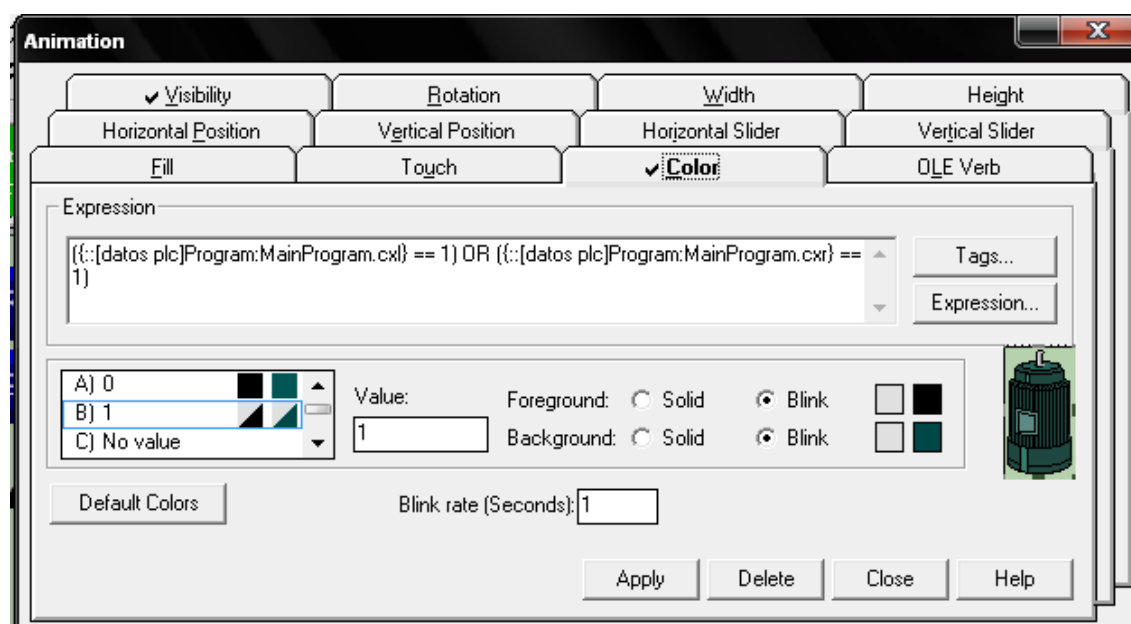 Animation
Visibility Rotation Width Height
Horizontal Position Vertical Position Horizontal Slider Vertical Slider
Fill Touch Color OLE Verb
Expression
({::[datos plc]Program:MainProgram.cxl} == 1) OR ({::[datos plc]Program:MainProgram.cxr} ==
1)
Tags...
Expression...
A) 0
B) 1
C) No value
Value:
1
Foreground: Solid Blink
Background: Solid Blink
Default Colors
Blink rate (Seconds): 1
Apply Delete Close Help